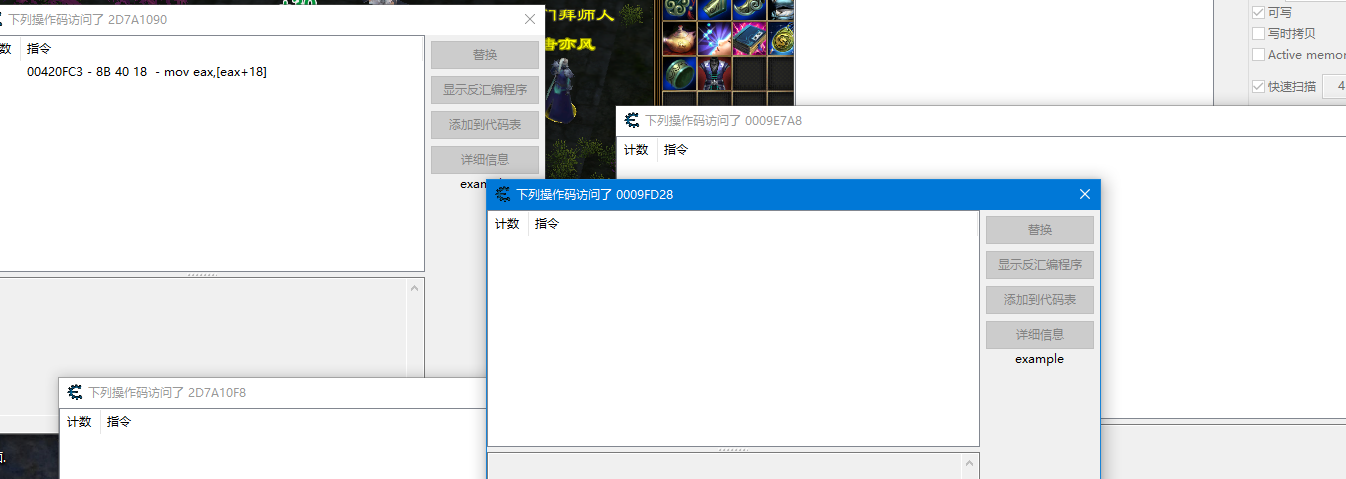 下列操作码访问了 2D7A1090
数 指令
00420FC3 - 8B 40 18 - mov eax,[eax+18]
替换
显示反汇编程序
添加到代码表
详细信息
门拜师人
唐亦风
可写
写时拷贝
Active memor
快速扫描 4
下列操作码访问了 0009E7A8
计数 指令
下列操作码访问了 0009FD28
计数 指令
替换
显示反汇编程序
添加到代码表
详细信息
example
下列操作码访问了 2D7A10F8
计数 指令